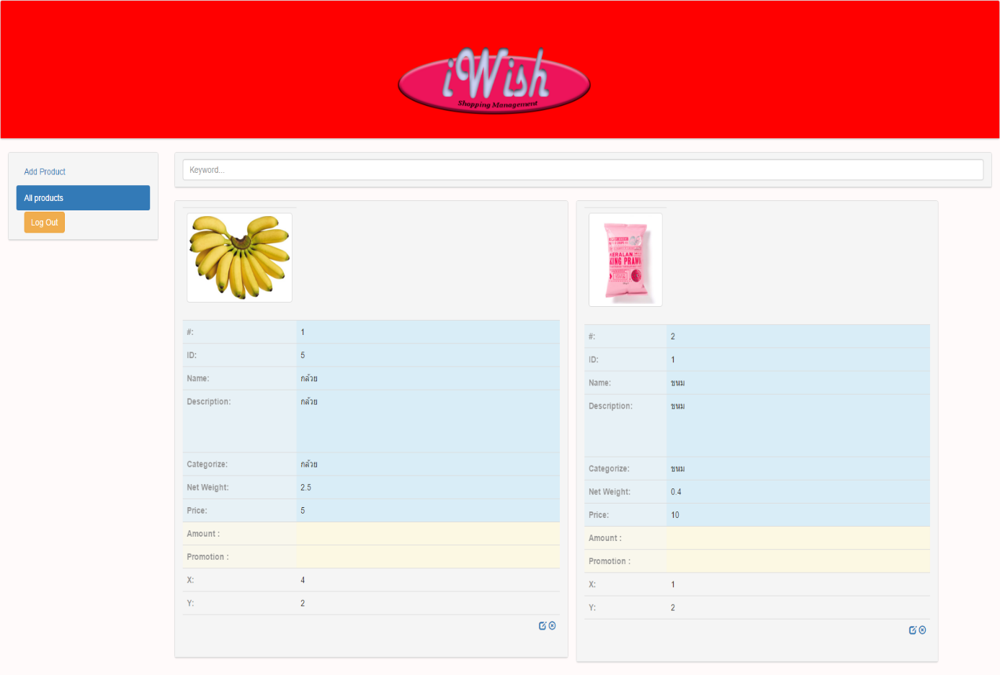 iWish
Shopping Management
Add Product
All products
Log Out
Keyword...
#: 1
ID: 5
Name: กล้วย
Description: กล้วย
Categorize: กล้วย
Net Weight: 2.5
Price: 5
Amount :
Promotion :
X: 4
Y: 2
KERALAN
KING PRAWN
#: 2
ID: 1
Name: ขนม
Description: ขนม
Categorize: ขนม
Net Weight: 0.4
Price: 10
Amount :
Promotion :
X: 1
Y: 2